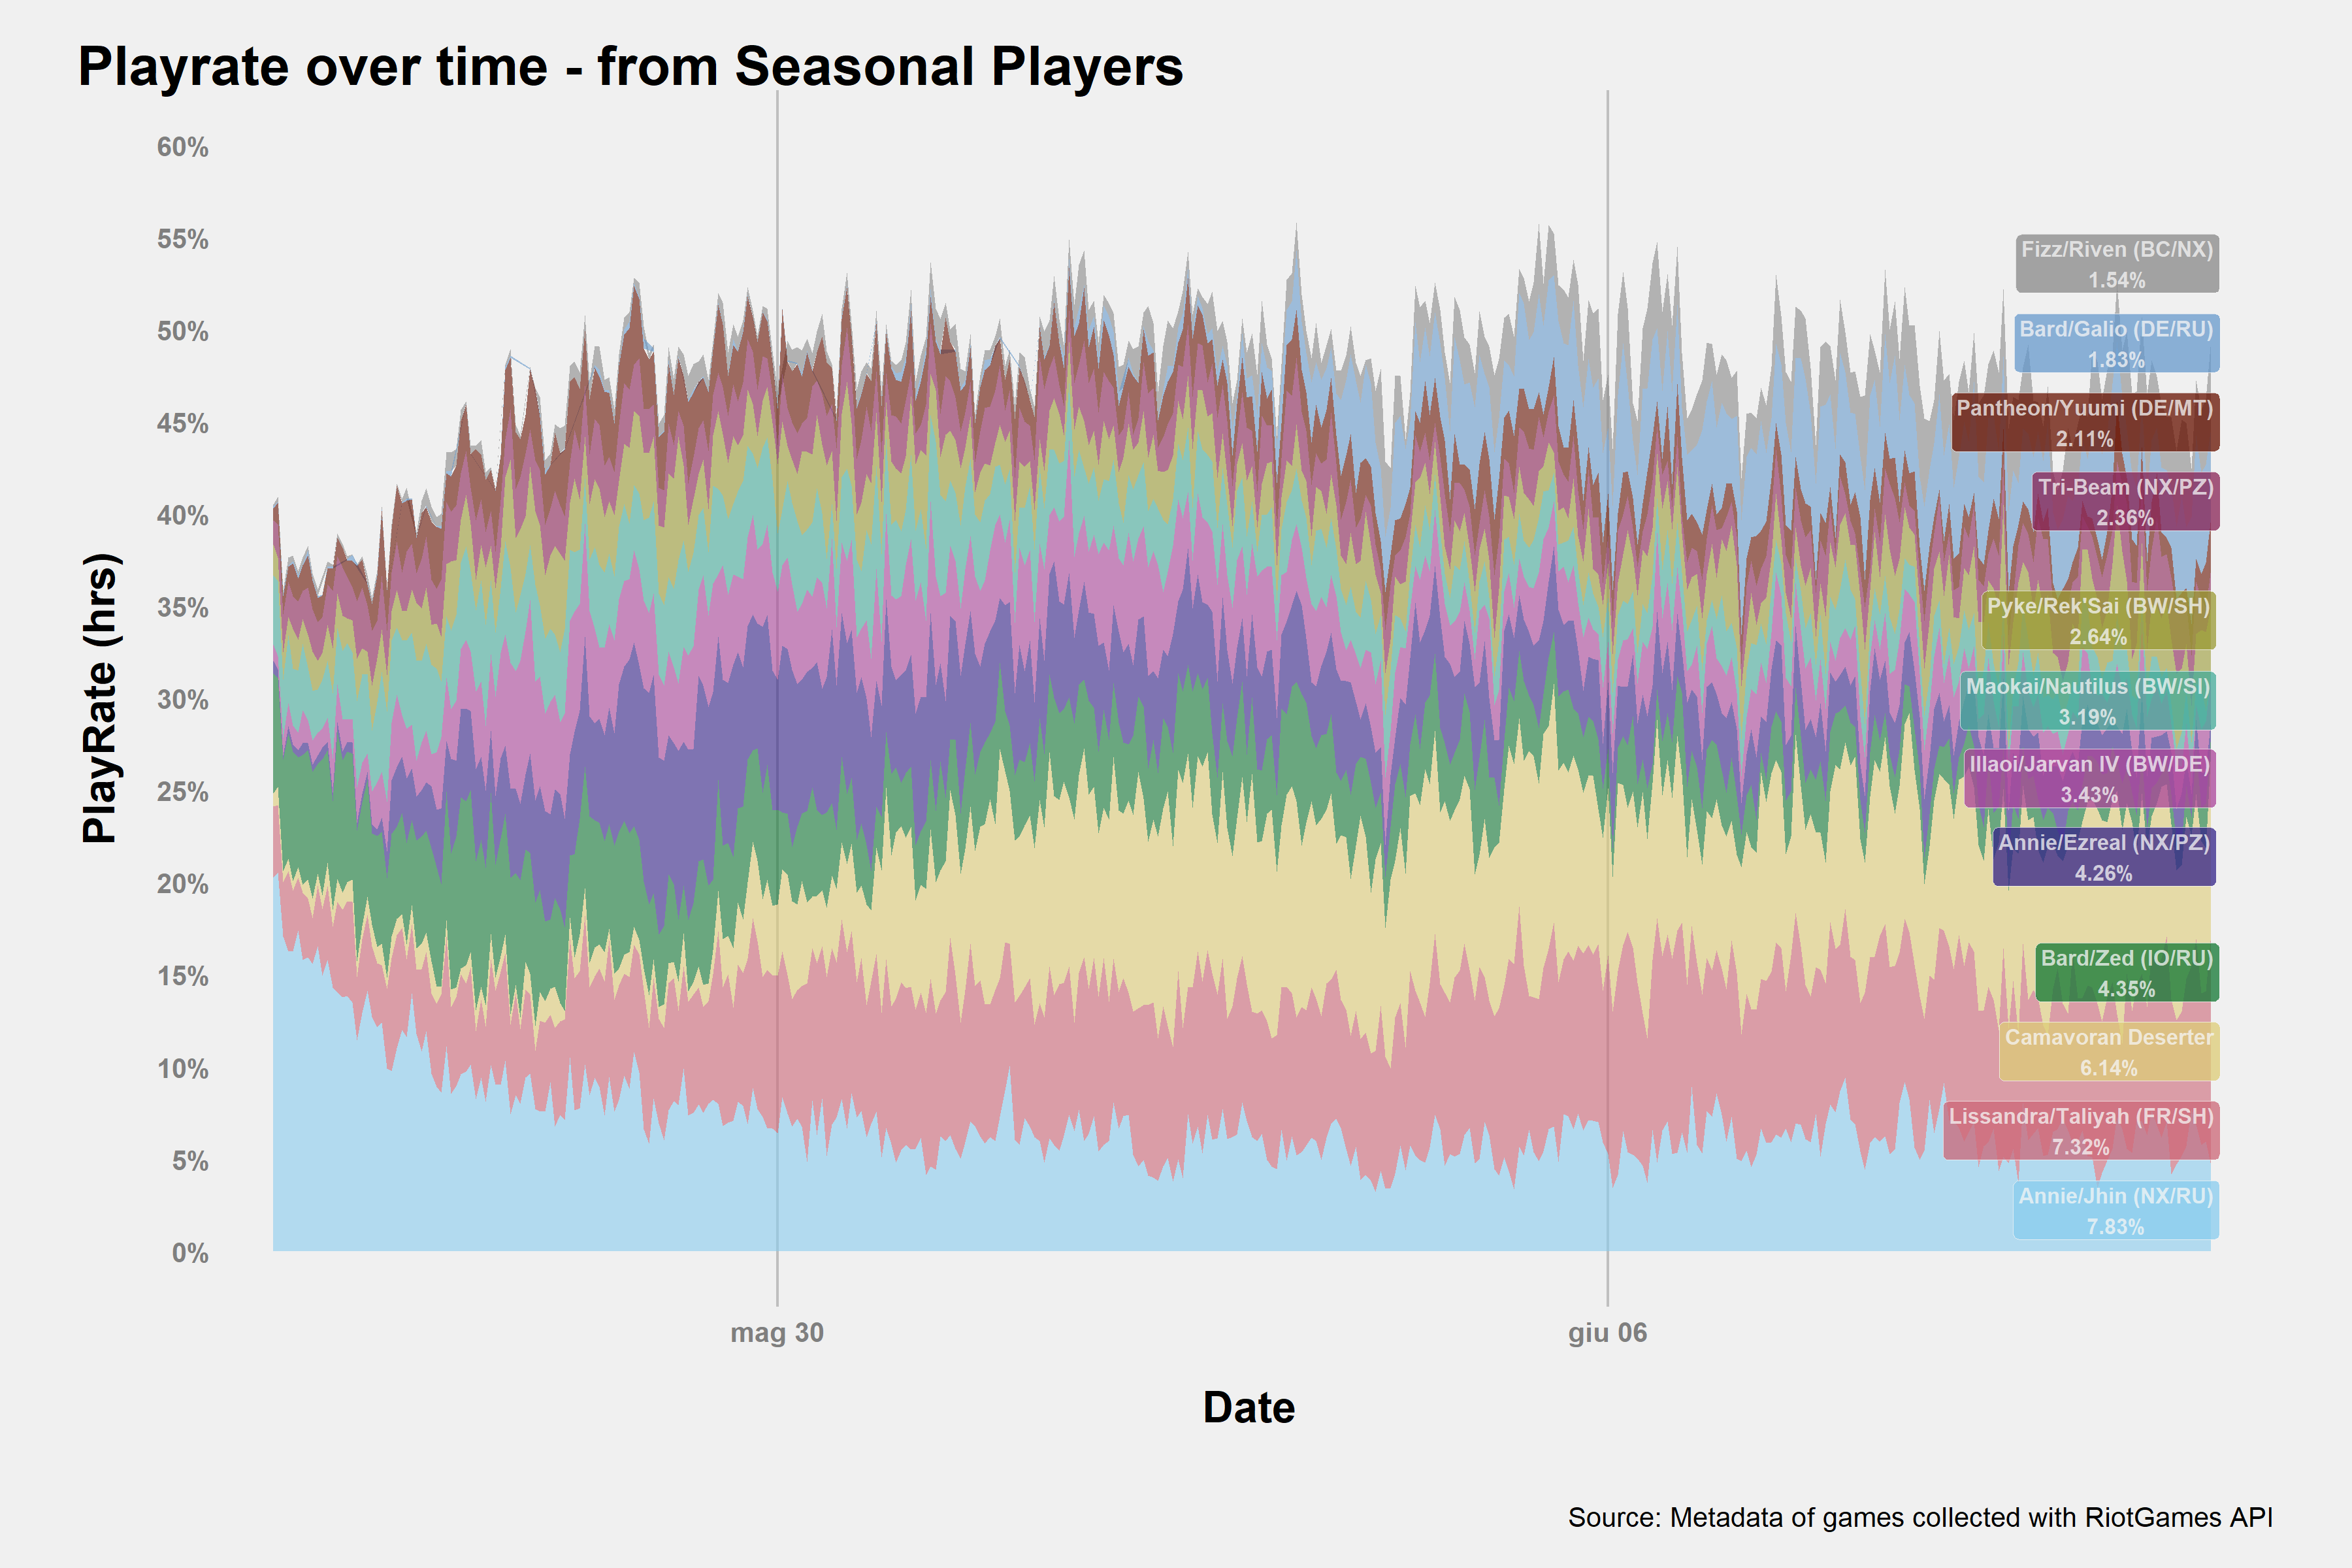 Playrate over time - from Seasonal Players
60%
55%
50%
45%
40%
35%
30%
25%
20%
15%
10%
5%
0%
PlayRate (hrs)
Fizz/Riven (BC/NX)
1.54%
Bard/Galio (DE/RU)
1.83%
Pantheon/Yuumi (DE/MT)
2.11%
Tri-Beam (NX/PZ)
2.36%
Pyke/Rek'Sai (BW/SH)
2.64%
Maokai/Nautilus (BW/SI)
3.19%
Illaoi/Jarvan IV (BW/DE)
3.43%
Annie/Ezreal (NX/PZ)
4.26%
Bard/Zed (IO/RU)
4.35%
Camavoran Deserter
6.14%
Lissandra/Taliyah (FR/SH)
7.32%
Annie/Jhin (NX/RU)
7.83%
mag 30
giu 06
Date
Source: Metadata of games collected with RiotGames API